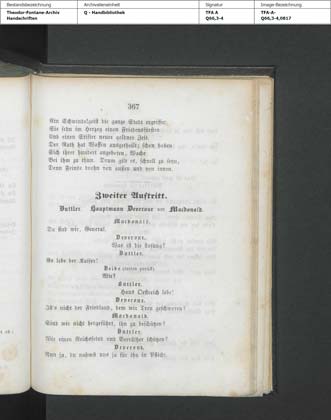 Bestandsbezeichnung
Theodor-Fontane-Archiv
Handschriften
Archivalieneinheit
Q - Handbibliothek
Signatur
TFA A
Q66,3-4
Image-Bezeichnung
TFA-A-
Q66,3-4,0817
367
Ein Schwindelgeist die ganze Stadt ergriffen.
Sie sehn im Herzog einen Friedensfürsten
Und einen Stifter neuer goldner Zeit.
Der Rath hat Waffen ausgetheilt; schon haben
Sich ihrer hundert angeboten, Wache
Bei ihm zu thun. Drum gilt es, schnell zu seyn,
Denn Feinde drohn von außen und von innen.
Zweiter Auftritt.
Buttler. Hauptmann Deveroux und Macdonald.
Macdonald.
Da sind wir, General.
Deveroux.
Was ist die Losung?
Buttler.
Es lebe der Kaiser!
Beide (treten zurück)
Wie?
Buttler.
Haus Oestreich lebe!
Deveroux.
Ist's nicht der Friedland, dem wir Treu geschworen?
Macdonald.
Sind wir nicht hergeführt, ihn zu beschützen?
Buttler.
Wir einen Reichsfeind und Verräther schützen?
Deveroux.
Nun ja, du nahmst uns ja für ihn in Pflicht.